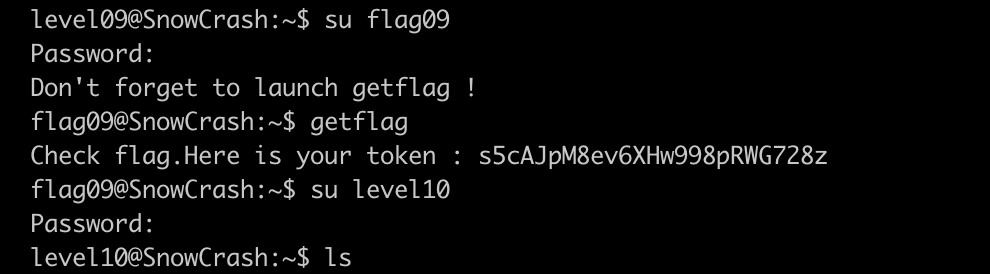 level09@SnowCrash:~$ su flag09
Password:
Don't forget to launch getflag !
flag09@SnowCrash:~$ getflag
Check flag.Here is your token : s5cAJpM8ev6XHw998pRWG728z
flag09@SnowCrash:~$ su level10
Password:
level10@SnowCrash:~$ ls